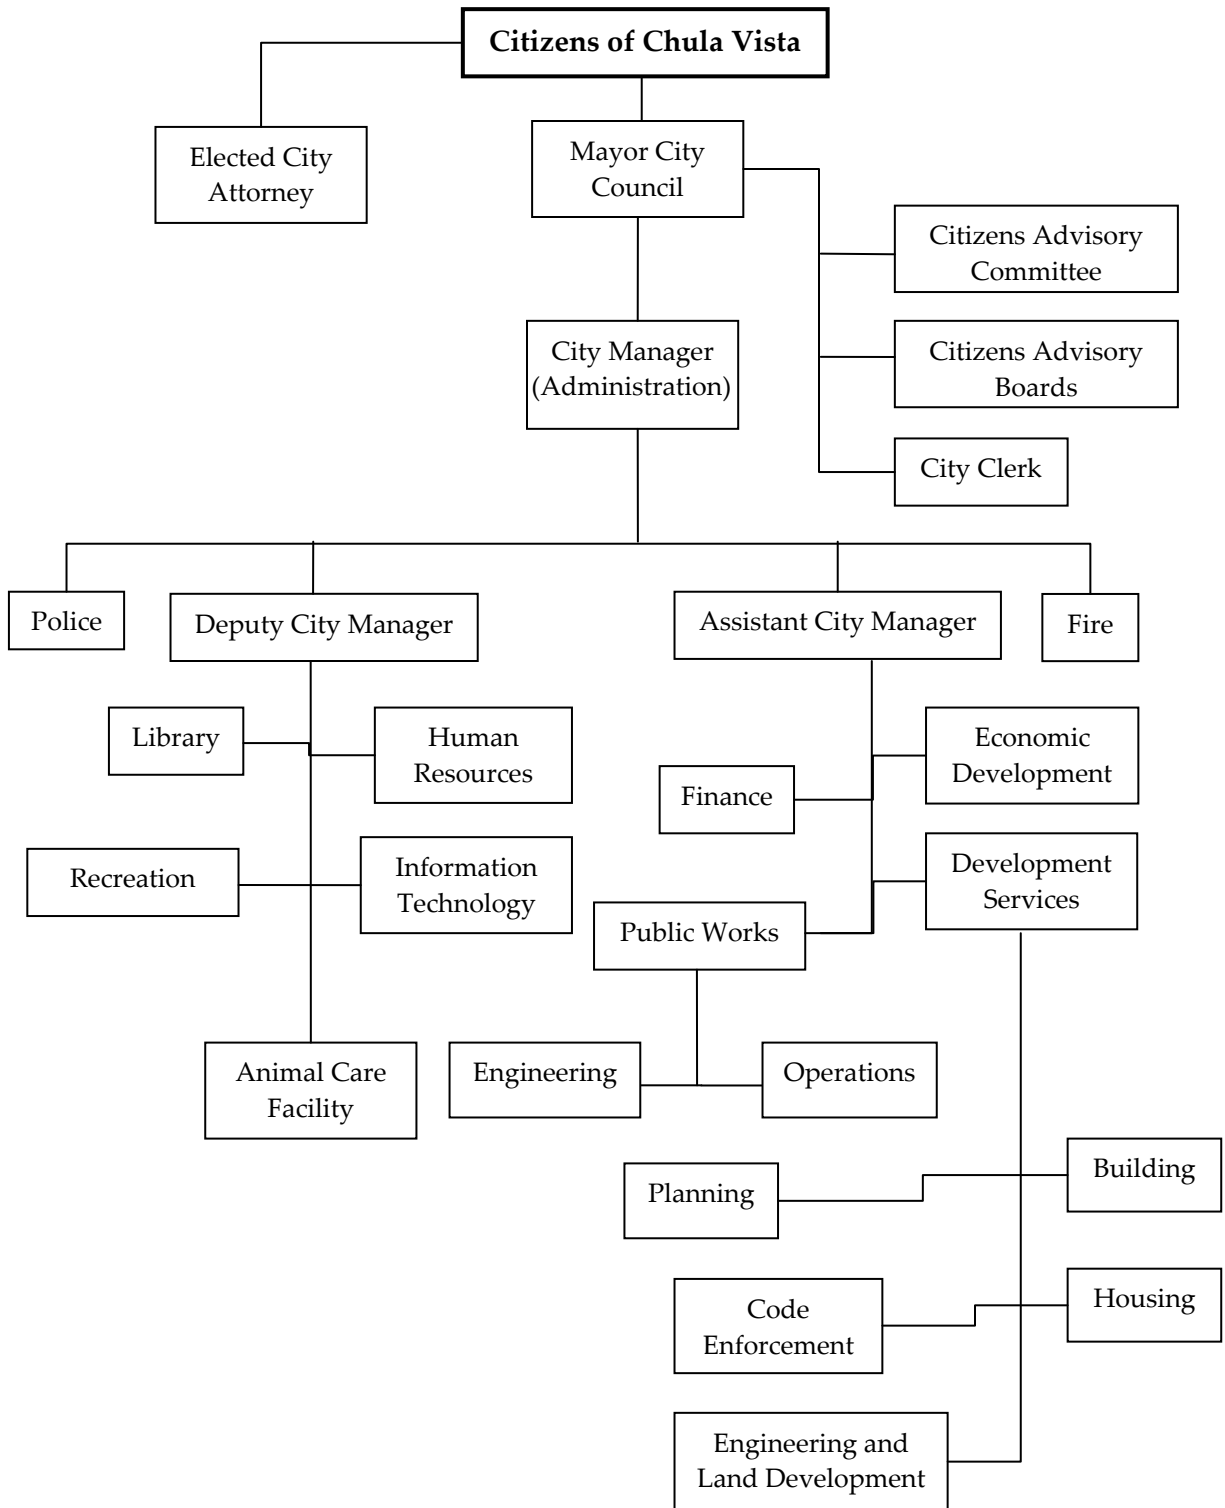 Citizens of Chula Vista
Elected City
Attorney
Mayor City
Council
Citizens Advisory
Committee
City Manager
(Administration)
Citizens Advisory
Boards
City Clerk
Police
Deputy City Manager
Assistant City Manager
Fire
Library
Human
Resources
Economic
Development
Finance
Recreation
Information
Technology
Development
Services
Public Works
Animal Care
Facility
Engineering
Operations
Planning
Building
Code
Enforcement
Housing
Engineering and
Land Development